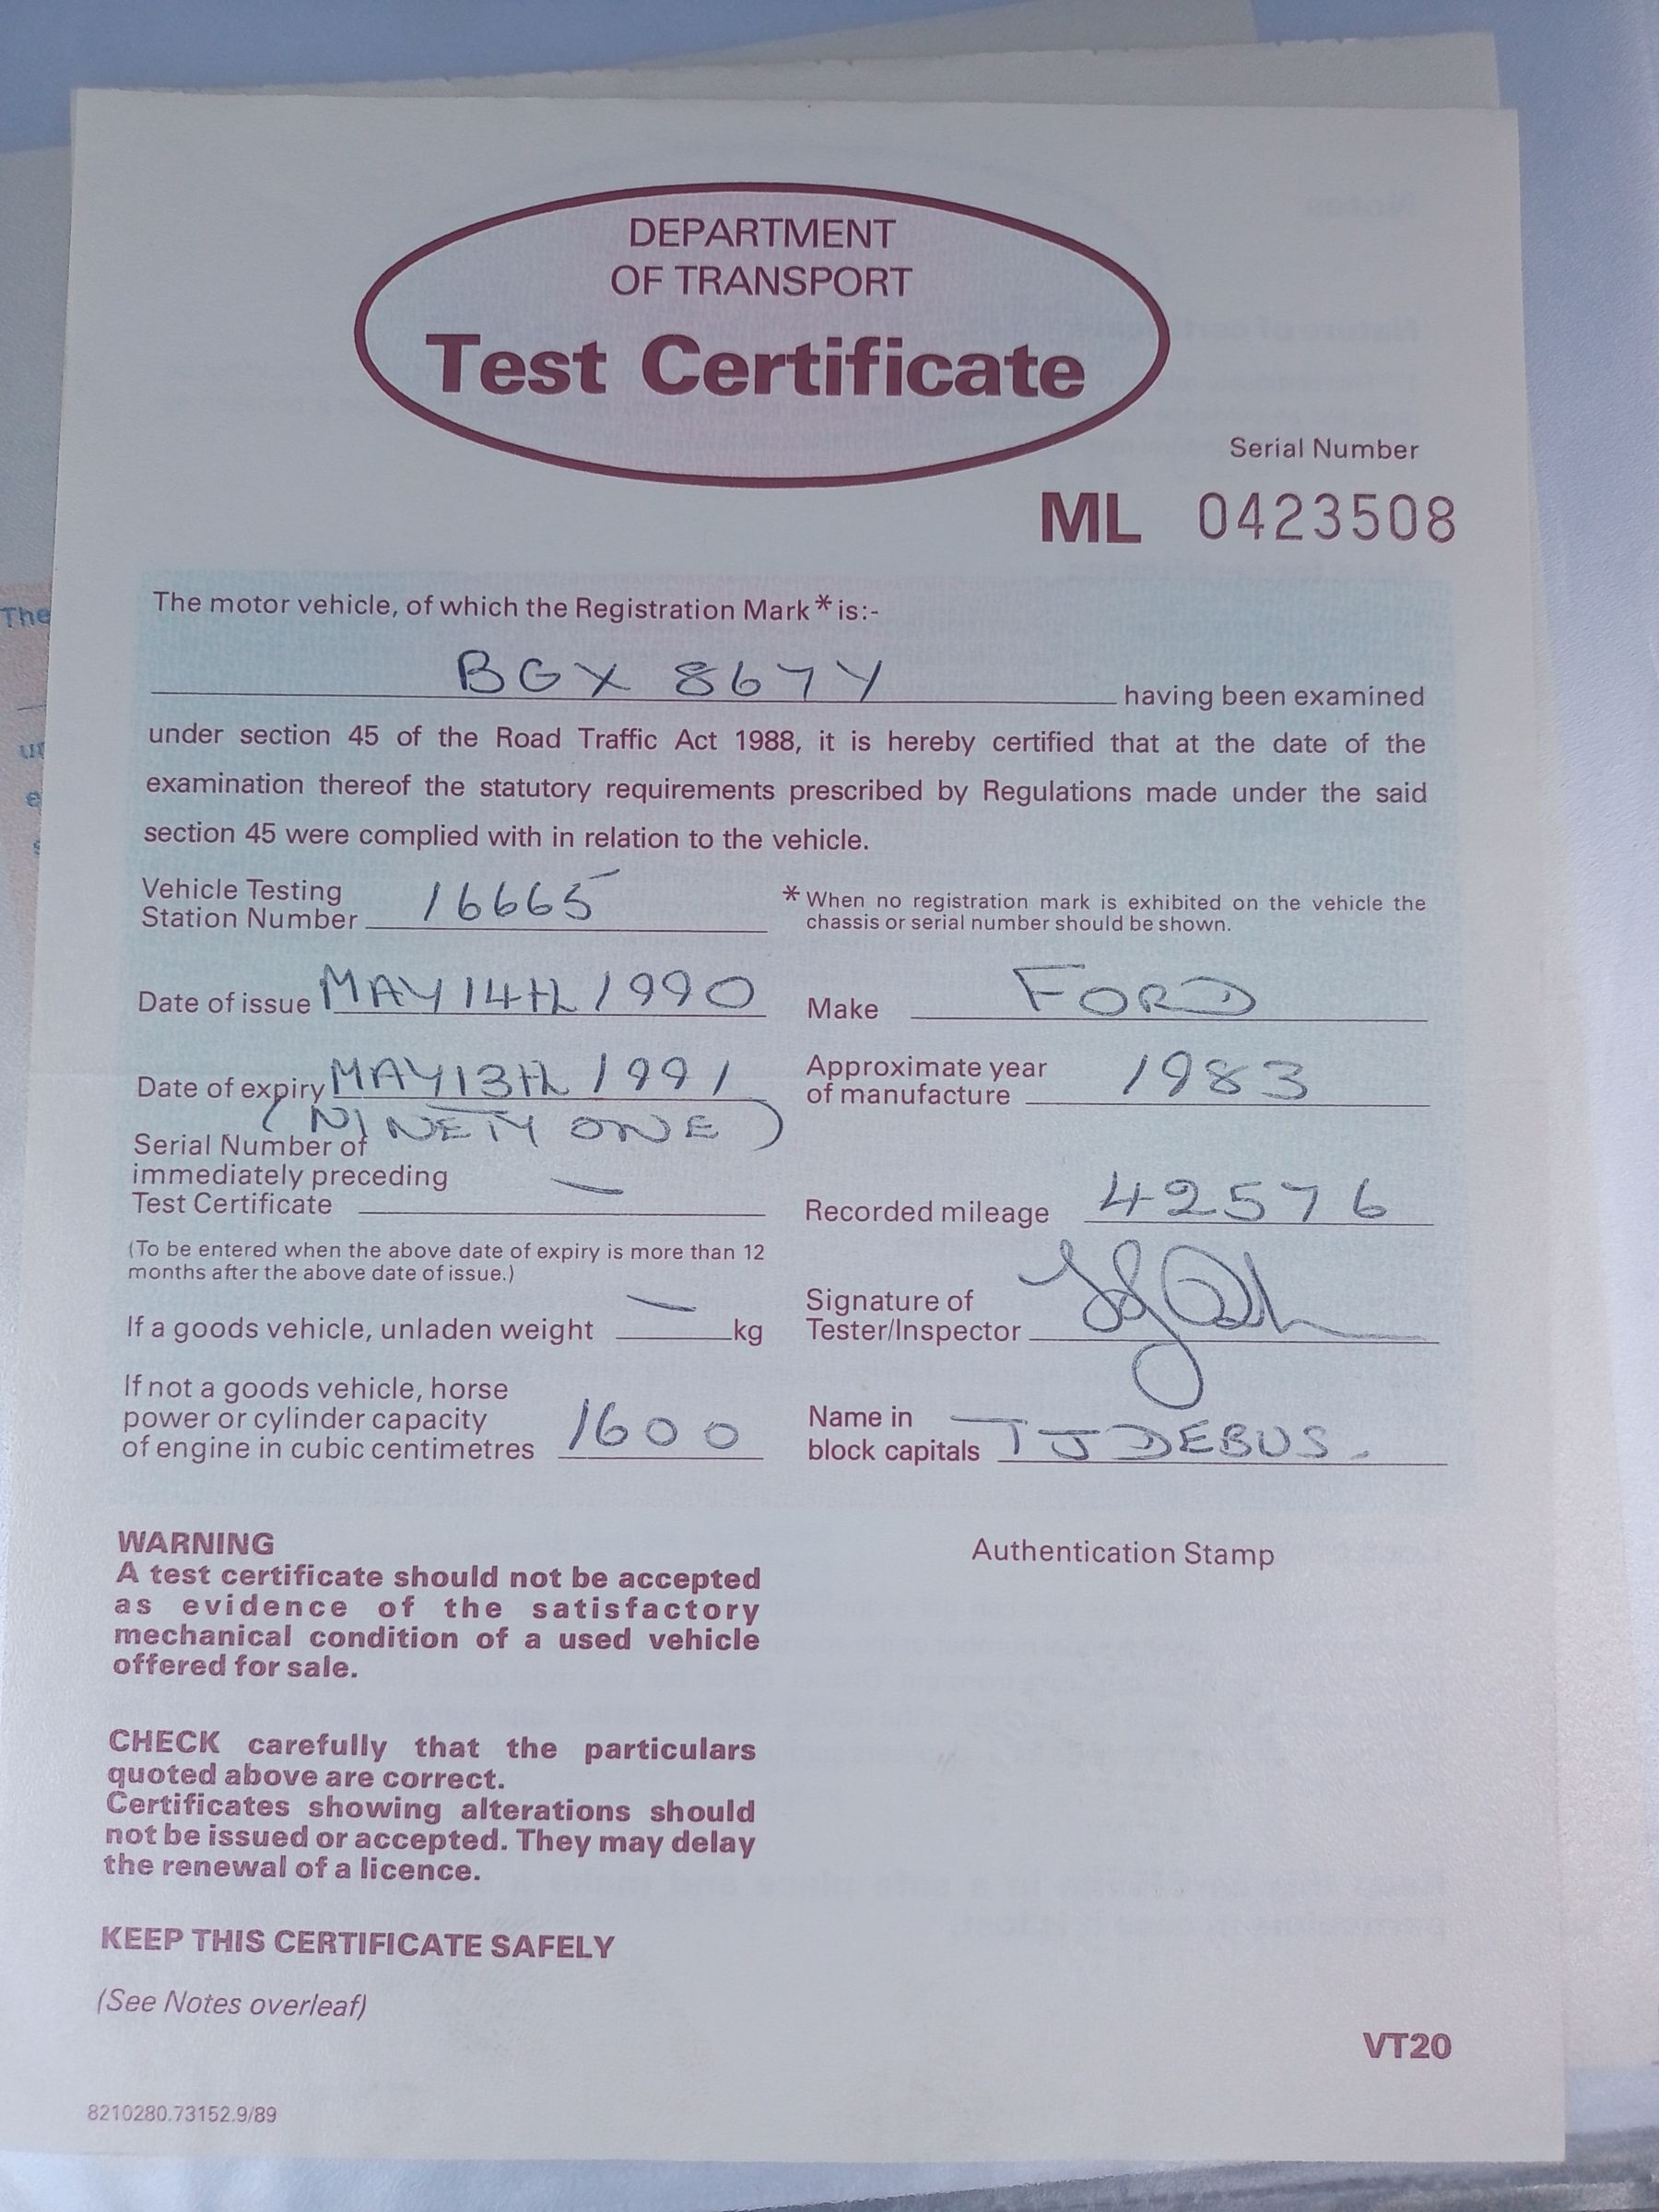 DEPARTMENT
OF TRANSPORT
Test Certificate
Serial Number
ML 0423508
The motor vehicle, of which the Registration Mark * is:-
BGX 867Y having been examined
under section 45 of the Road Traffic Act 1988, it is hereby certified that at the date of the
examination thereof the statutory requirements prescribed by Regulations made under the said
section 45 were complied with in relation to the vehicle.
Vehicle Testing
Station Number 16665
* When no registration mark is exhibited on the vehicle the
chassis or serial number should be shown.
Date of issue MAY 14th 1990
Make FORD
Date of expiry MAY 13th 1991
(NINETY ONE)
Approximate year
of manufacture 1983
Serial Number of
immediately preceding
Test Certificate —
Recorded mileage 42576
(To be entered when the above date of expiry is more than 12
months after the above date of issue.)
If a goods vehicle, unladen weight — kg
Signature of
Tester/Inspector
If not a goods vehicle, horse
power or cylinder capacity
of engine in cubic centimetres 1600
Name in
block capitals T J DEBUS.
WARNING
A test certificate should not be accepted
as evidence of the satisfactory
mechanical condition of a used vehicle
offered for sale.
Authentication Stamp
CHECK carefully that the particulars
quoted above are correct.
Certificates showing alterations should
not be issued or accepted. They may delay
the renewal of a licence.
KEEP THIS CERTIFICATE SAFELY
(See Notes overleaf)
VT20
8210280.73152.9/89
The